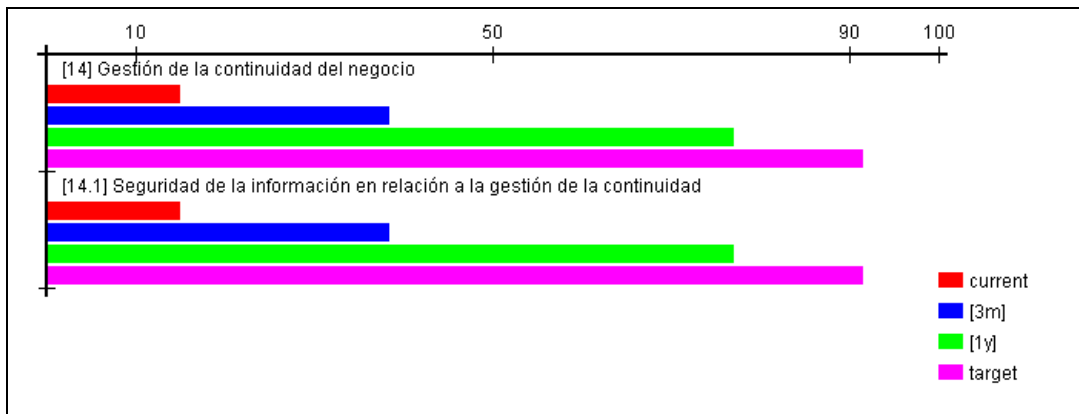 10 50 90 100
[14] Gestión de la continuidad del negocio
[14.1] Seguridad de la información en relación a la gestión de la continuidad
current
[3m]
[1y]
target